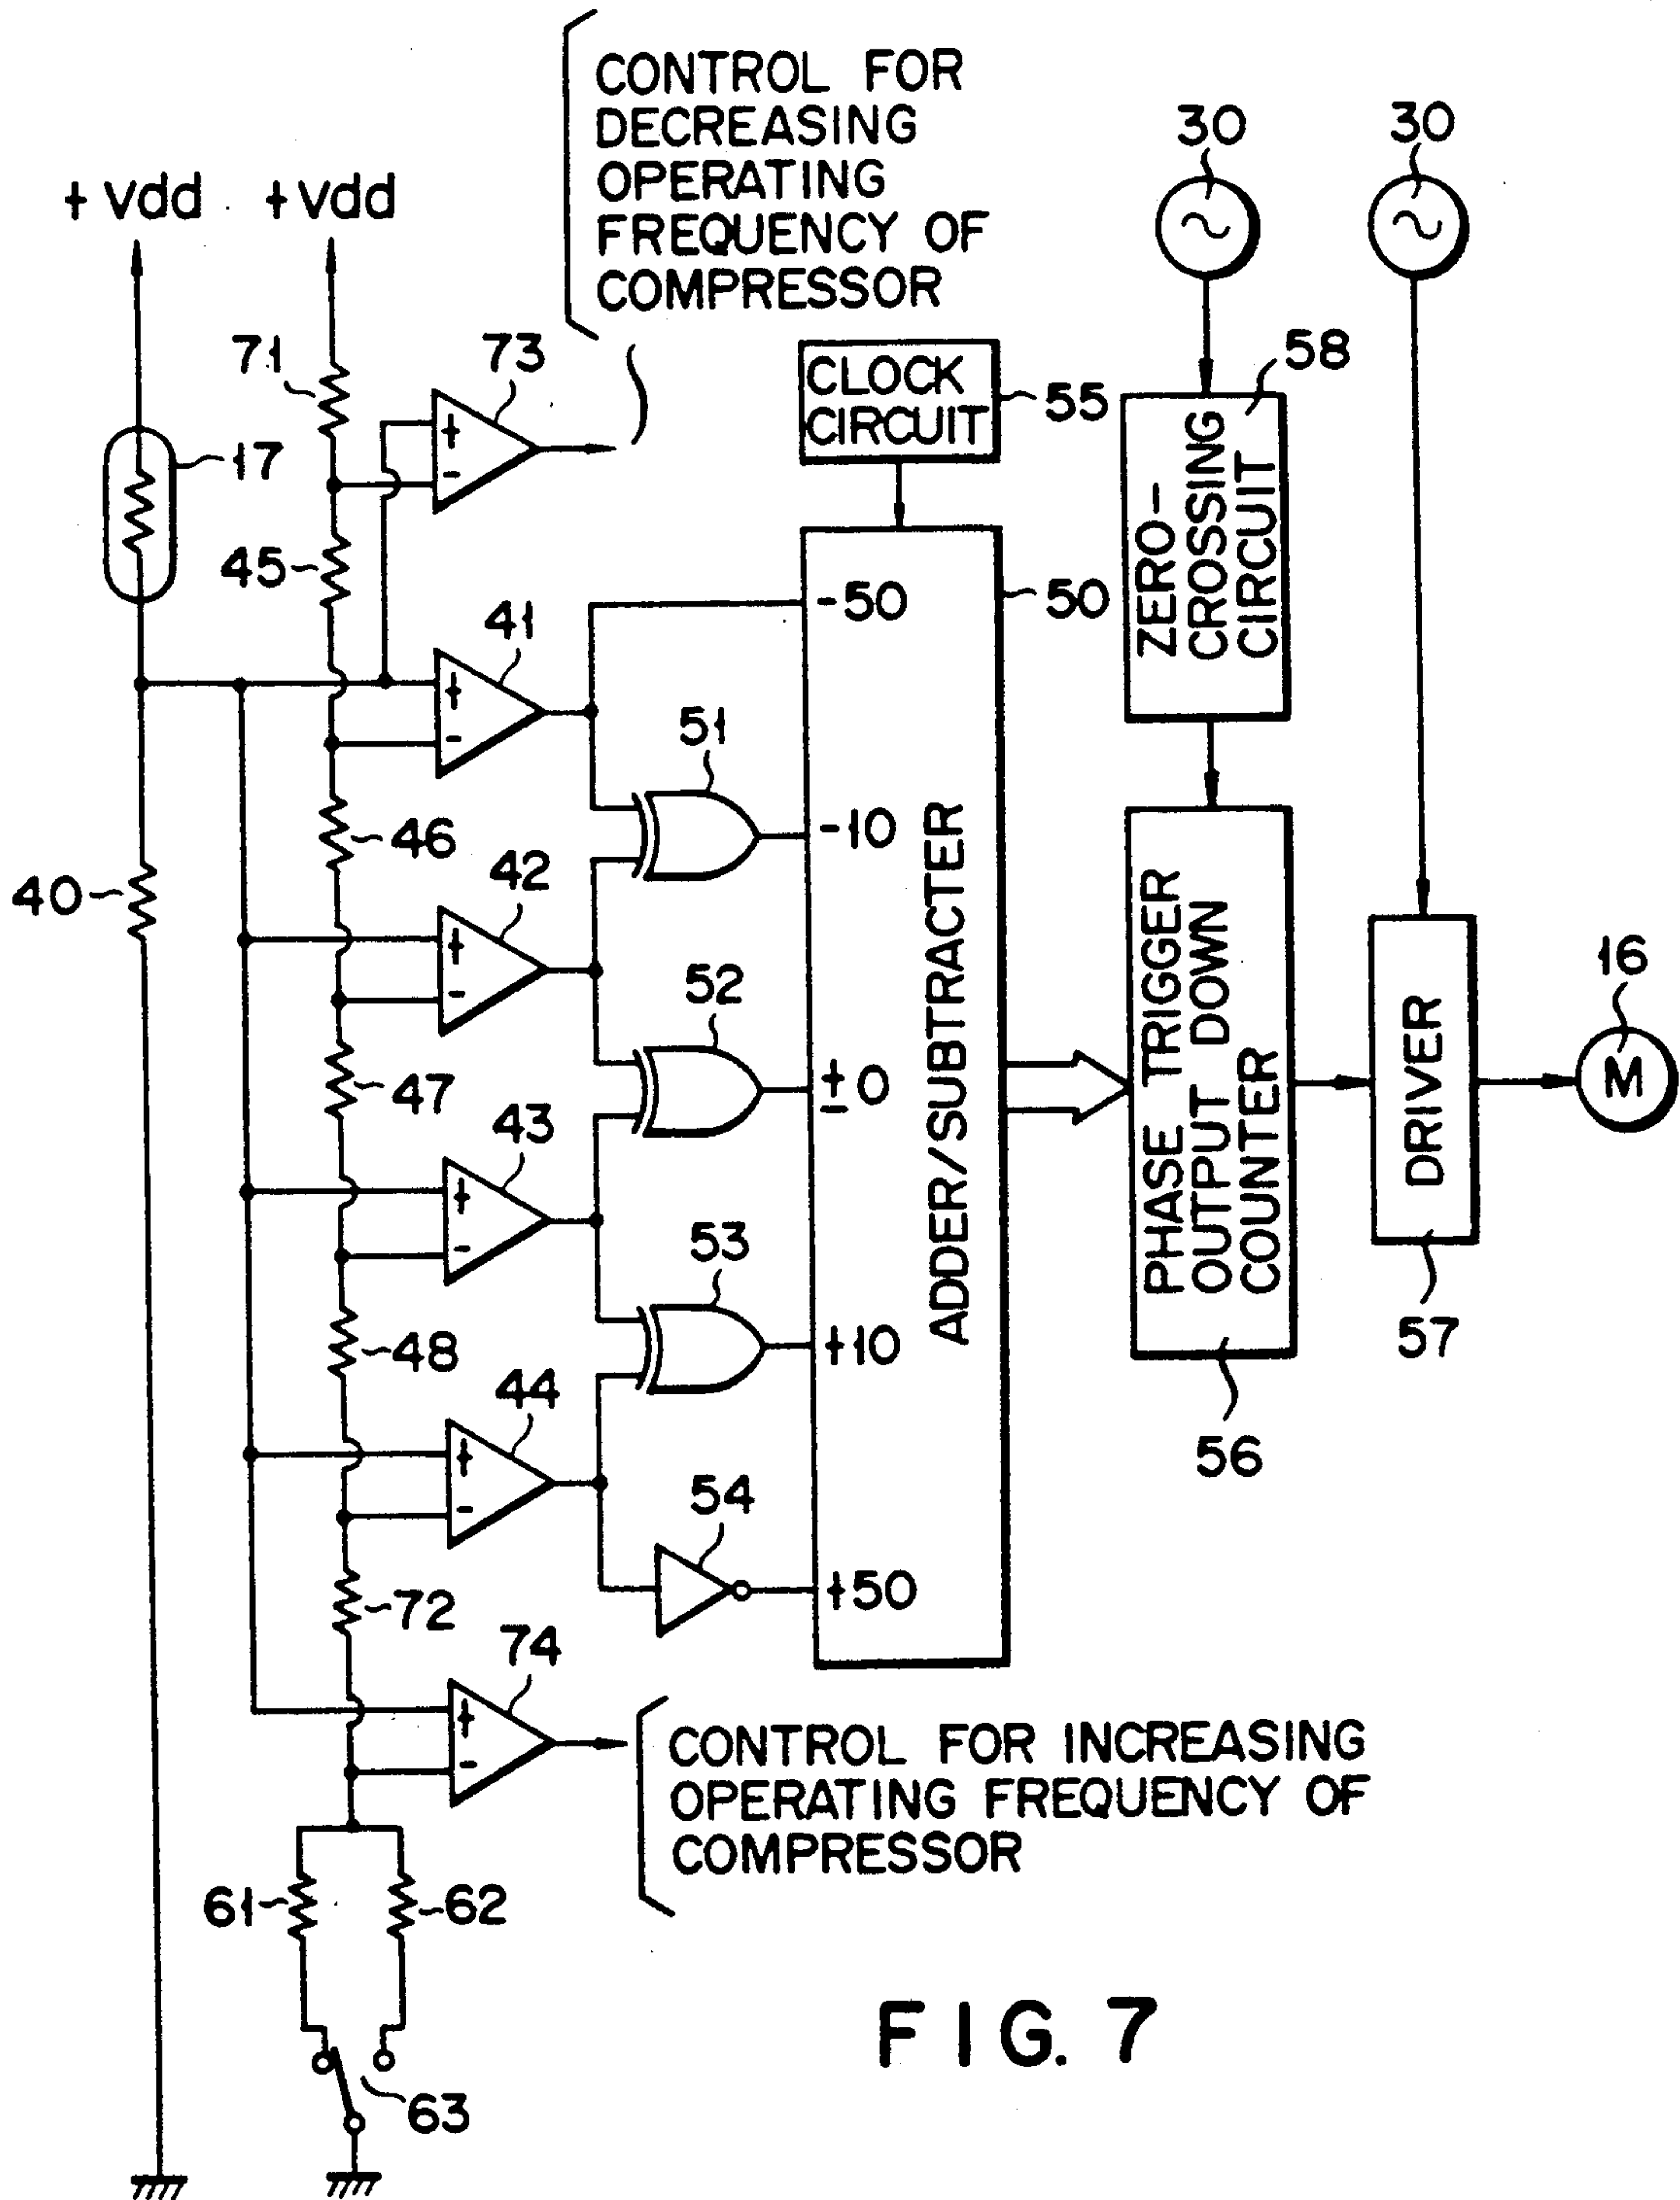 CONTROL FOR
DECREASING
OPERATING
FREQUENCY OF
COMPRESSOR
30
30
+ Vdd
+ Vdd
71
73
17
45
CLOCK
CIRCUIT
55
58
ZERO-
CROSSING
CIRCUIT
41
+
-
+
-
-50
50
51
-10
46
42
+
-
40
52
±0
47
43
+
-
53
+10
48
44
+
-
54
+50
ADDER/SUBTRACTER
PHASE TRIGGER
OUTPUT DOWN
COUNTER
56
DRIVER
57
16
M
72
74
+
-
CONTROL FOR INCREASING
OPERATING FREQUENCY OF
COMPRESSOR
61
62
63
FIG. 7